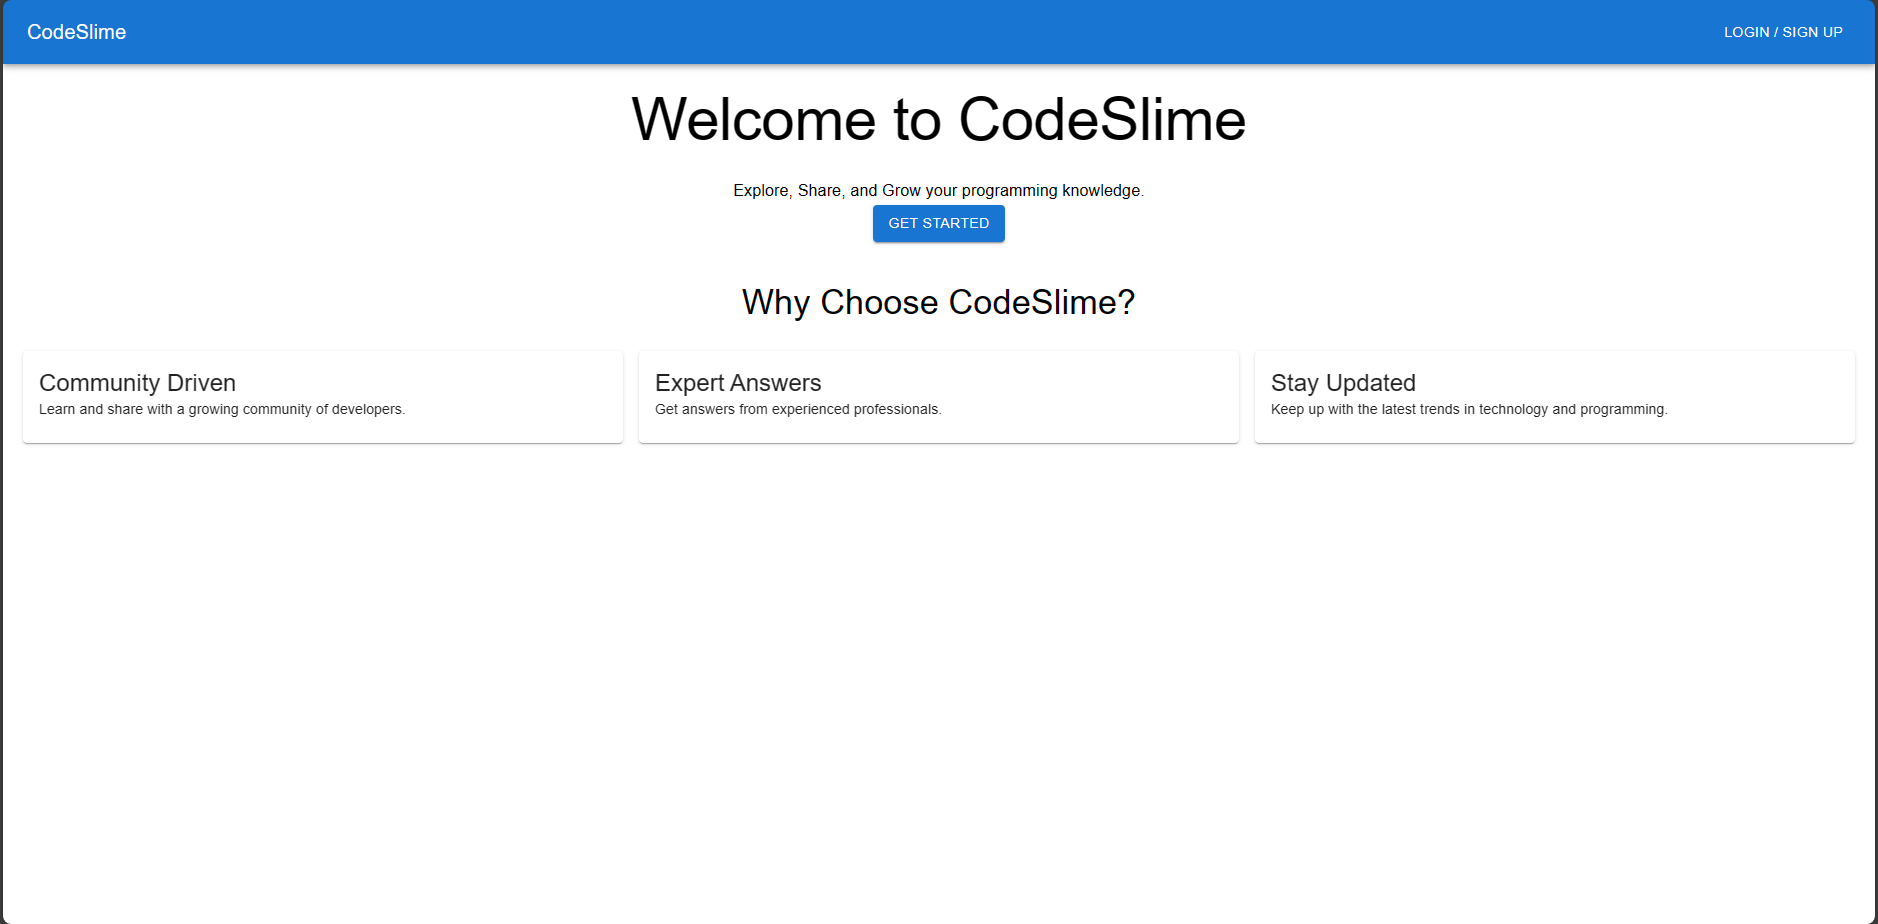 CodeSlime
LOGIN / SIGN UP
Welcome to CodeSlime
Explore, Share, and Grow your programming knowledge.
GET STARTED
Why Choose CodeSlime?
Community Driven
Learn and share with a growing community of developers.
Expert Answers
Get answers from experienced professionals.
Stay Updated
Keep up with the latest trends in technology and programming.